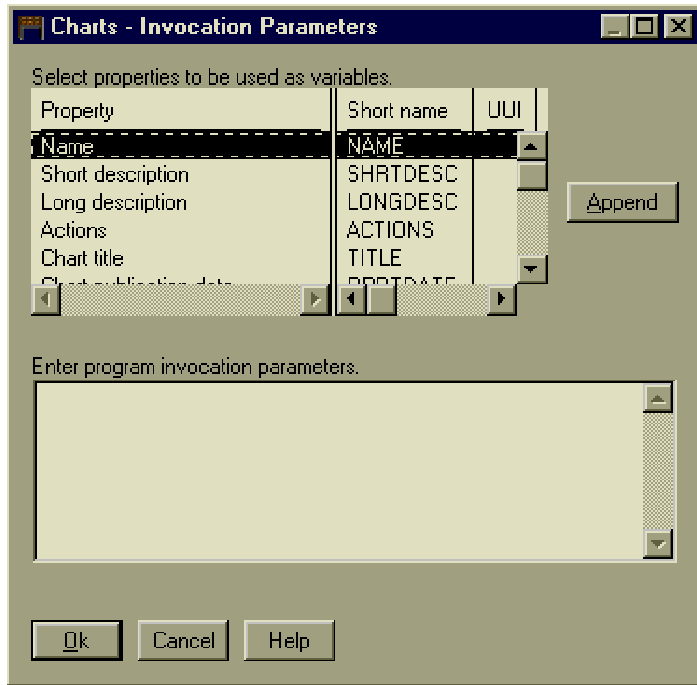 Charts - Invocation Parameters
Select properties to be used as variables.
Property Short name UUI
Name NAME
Short description SHRTDESC
Long description LONGDESC
Append
Actions ACTIONS
Chart title TITLE
Enter program invocation parameters.
Ok Cancel Help